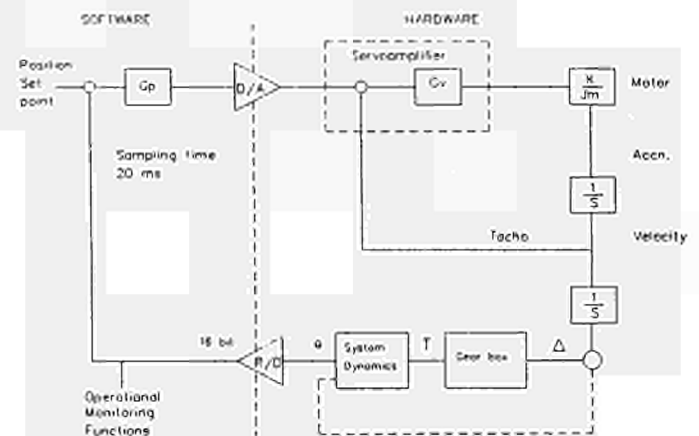 SOFTWARE
HARDWARE
Servoamplifier
Position
Set
point
Gp
D/A
Gv
K
Jm
Motor
Sampling time
20 ms
Accn.
1
S
Tacho
Velocity
1
S
16 bit
R/D
θ
System
Dynamics
T
Gear box
Δ
Operational
Monitoring
Functions